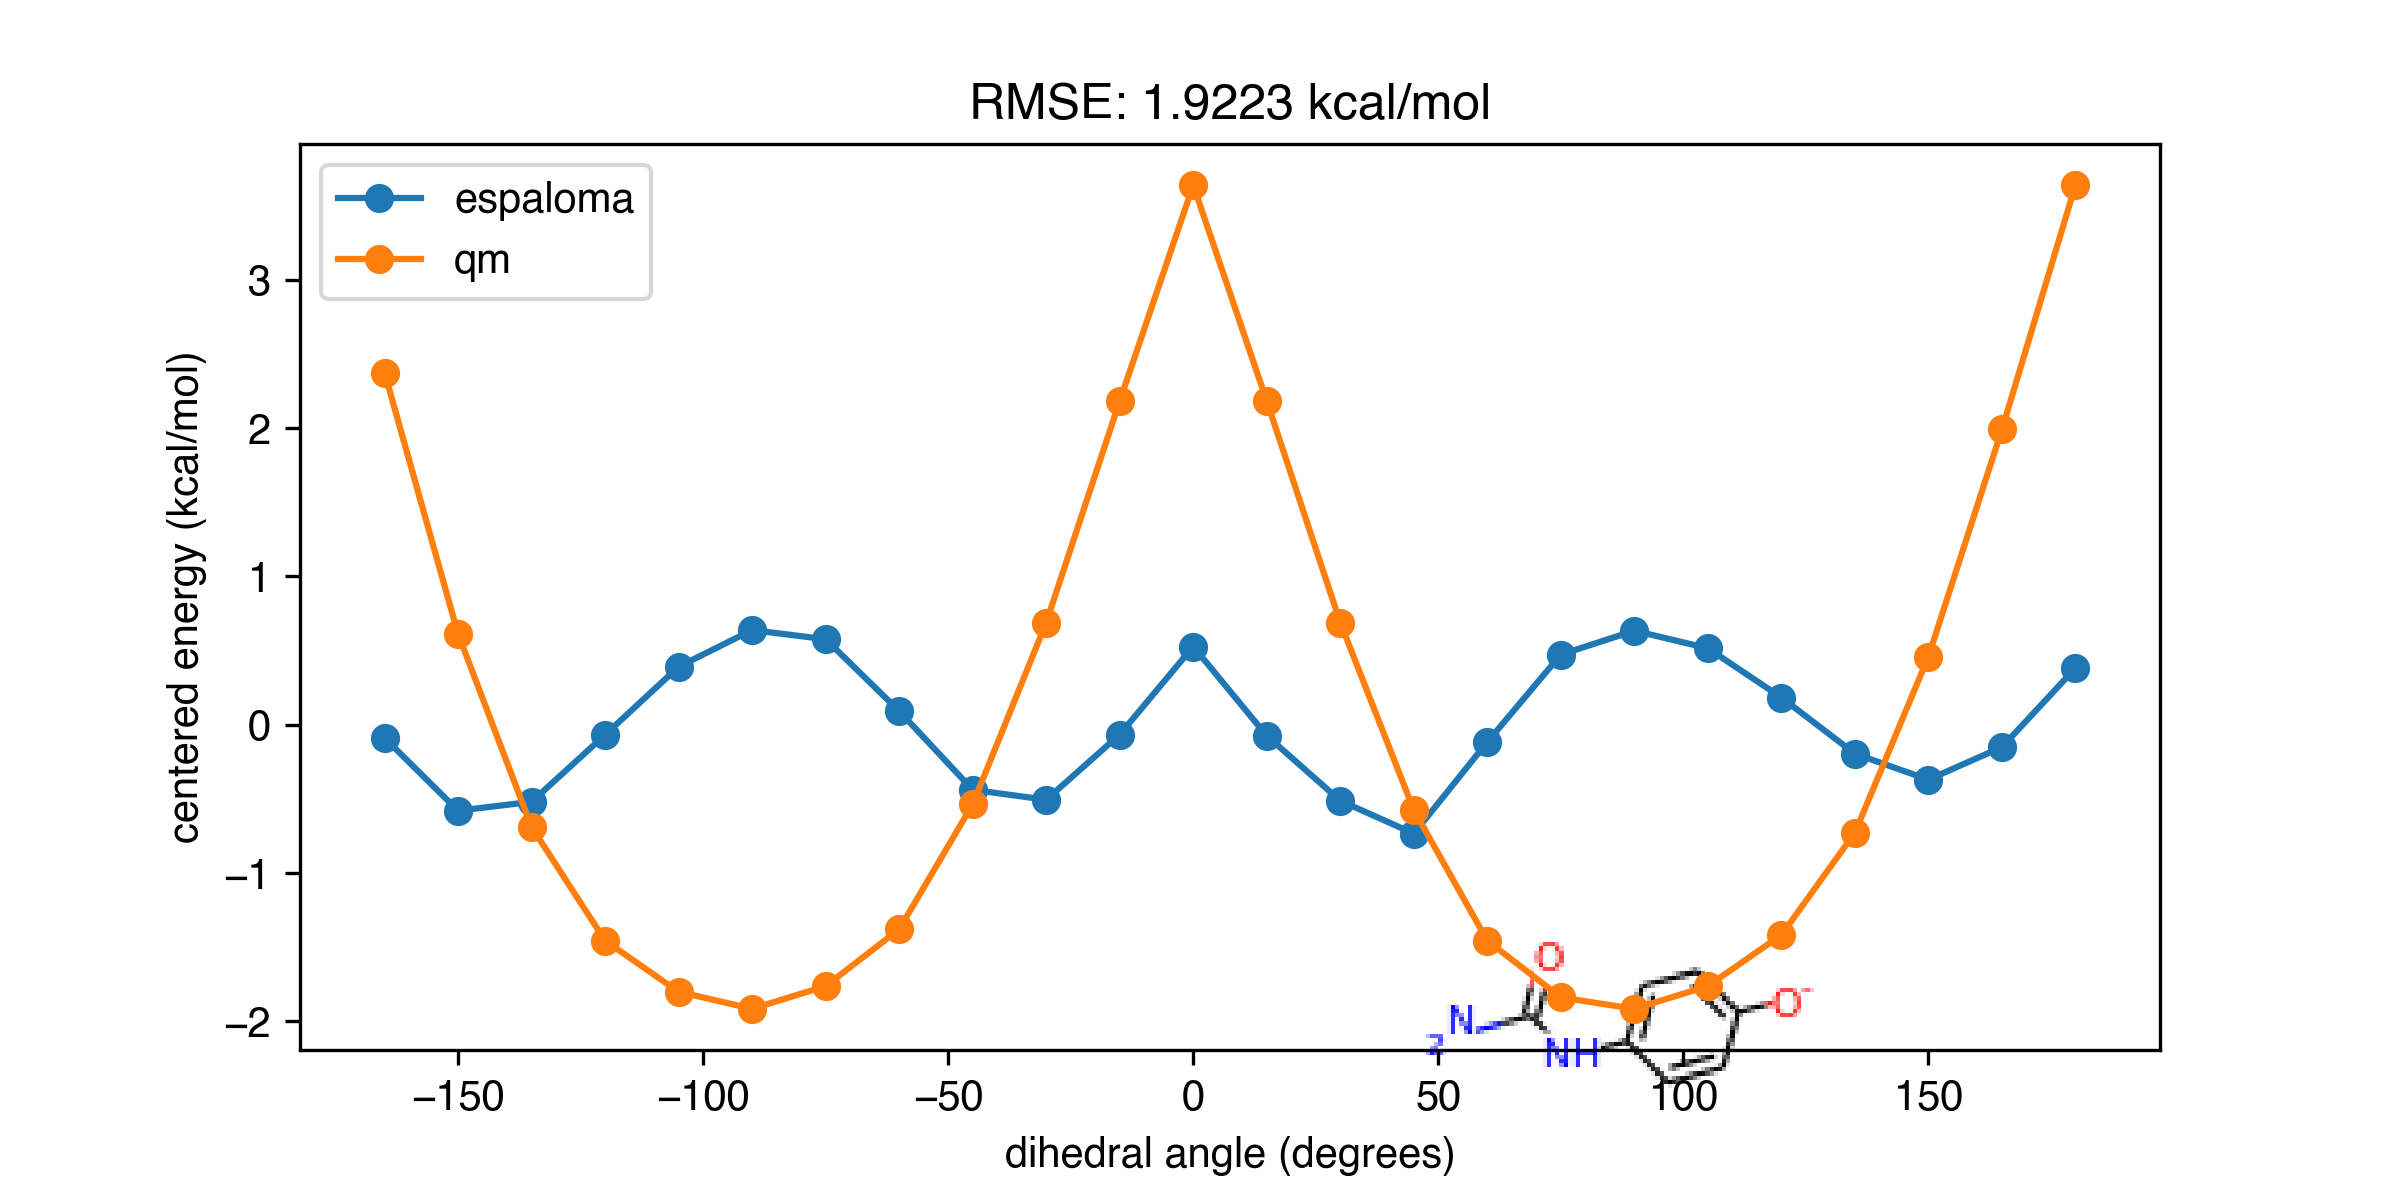 RMSE: 1.9223 kcal/mol
espaloma
qm
centered energy (kcal/mol)
3
2
1
0
−1
−2
O
O⁻
N
2
NH
−150
−100
−50
0
50
100
150
dihedral angle (degrees)